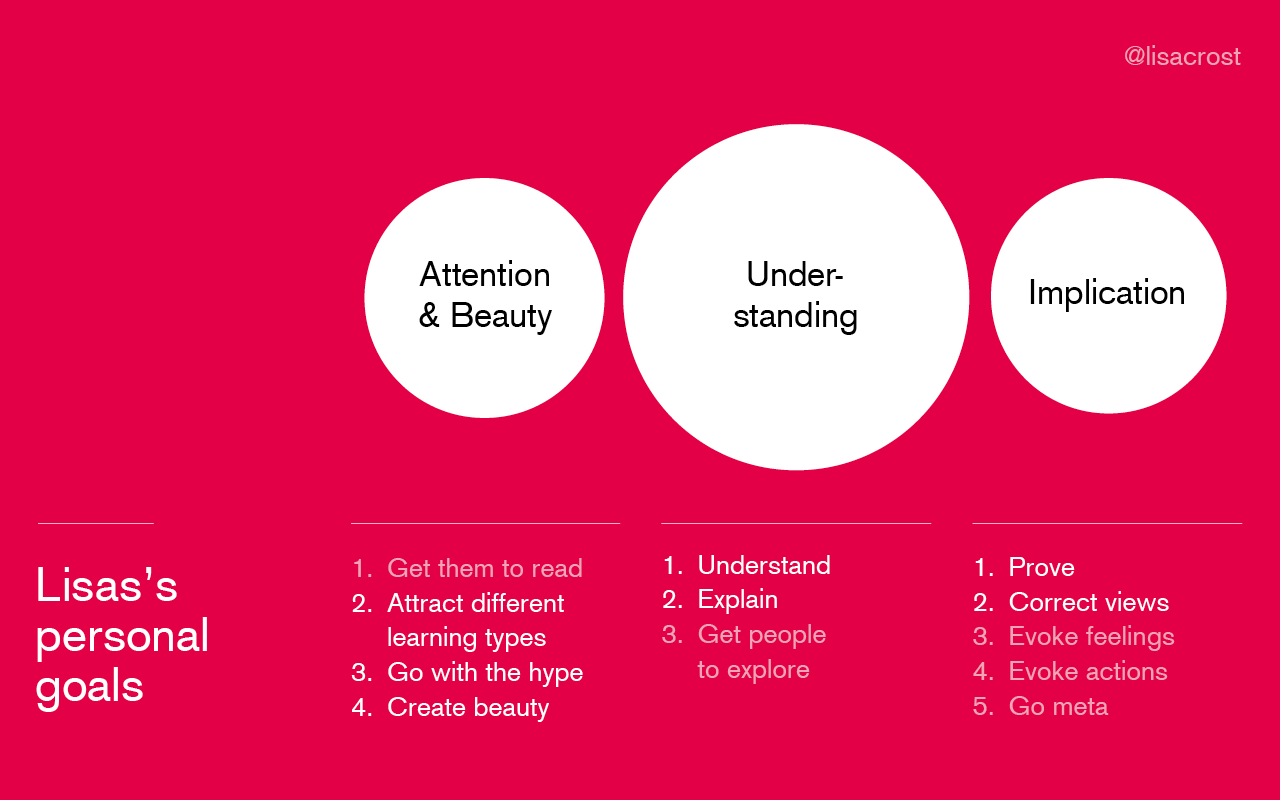 @lisacrost
Attention
& Beauty
Under-
standing
Implication
Lisas’s
personal
goals
1. Get them to read
2. Attract different
learning types
3. Go with the hype
4. Create beauty
1. Understand
2. Explain
3. Get people
to explore
1. Prove
2. Correct views
3. Evoke feelings
4. Evoke actions
5. Go meta